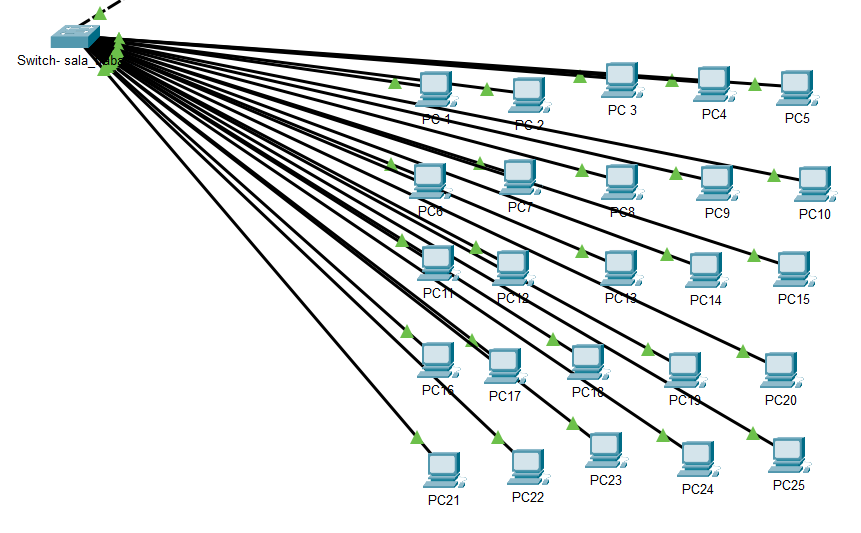 Switch- sala_
PC 1
PC 2
PC 3
PC4
PC5
PC6
PC7
PC8
PC9
PC10
PC11
PC12
PC13
PC14
PC15
PC16
PC17
PC18
PC19
PC20
PC21
PC22
PC23
PC24
PC25